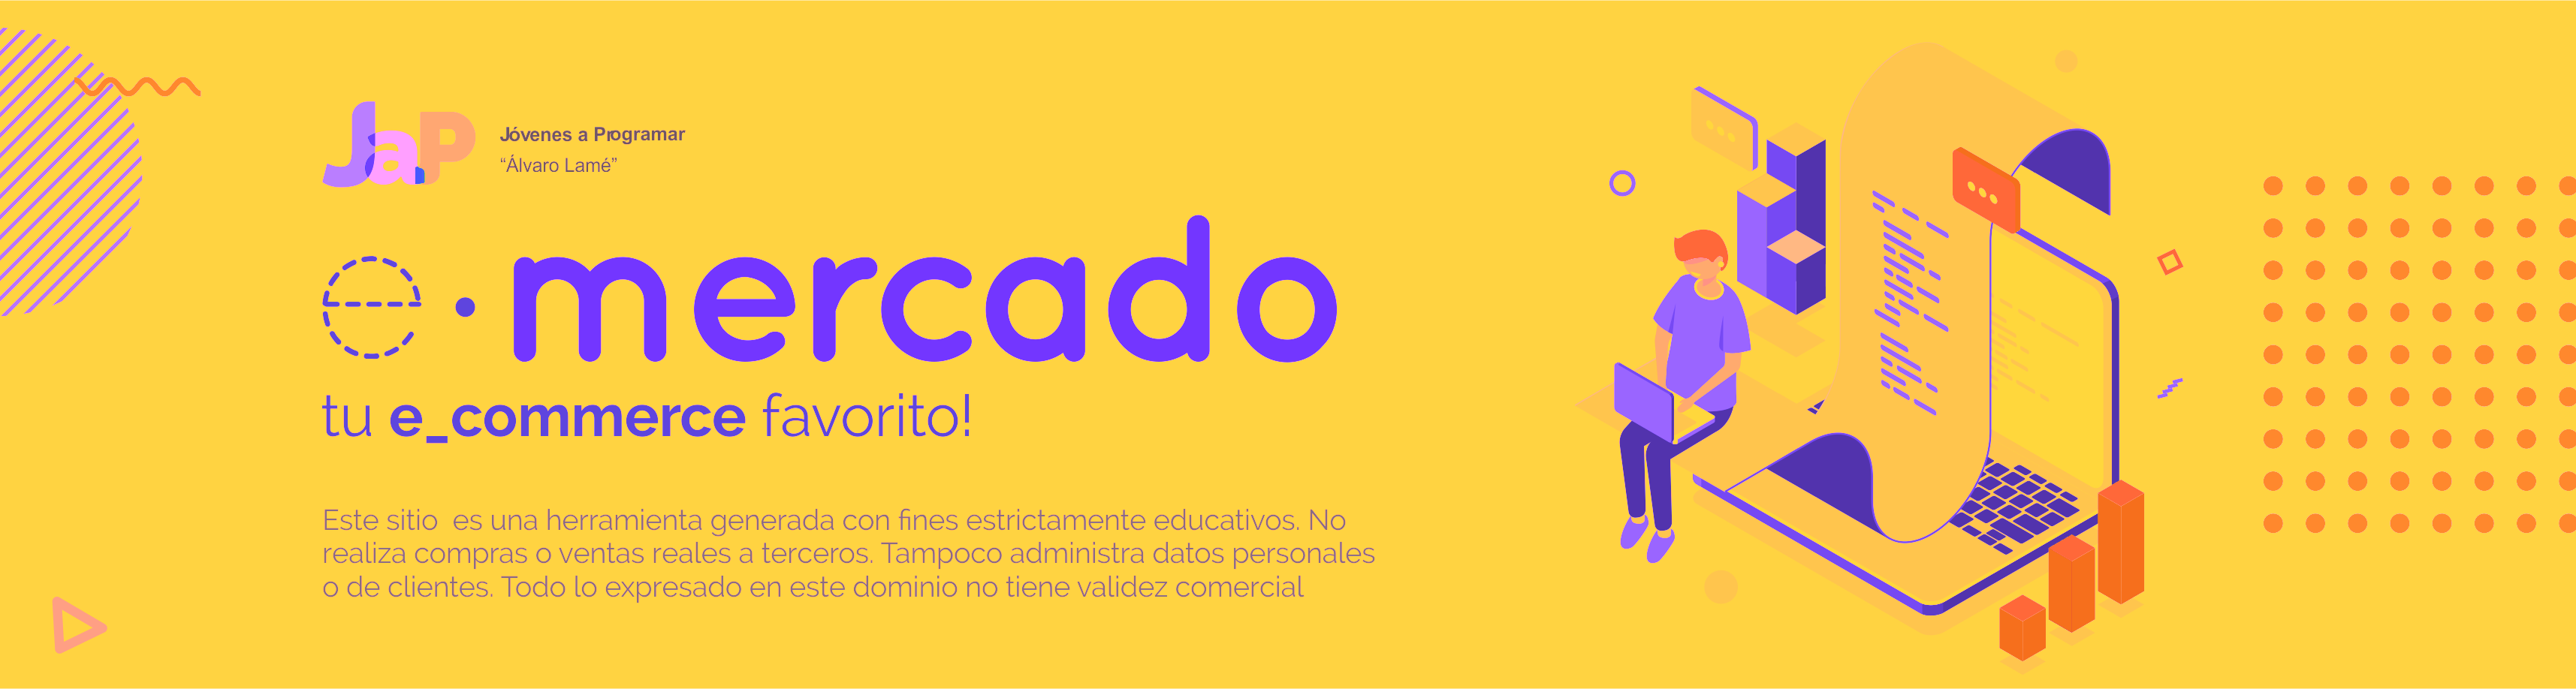 JaP
Jóvenes a Programar
“Álvaro Lamé”
e · mercado
tu e_commerce favorito!
Este sitio  es una herramienta generada con fines estrictamente educativos. No
realiza compras o ventas reales a terceros. Tampoco administra datos personales
o de clientes. Todo lo expresado en este dominio no tiene validez comercial